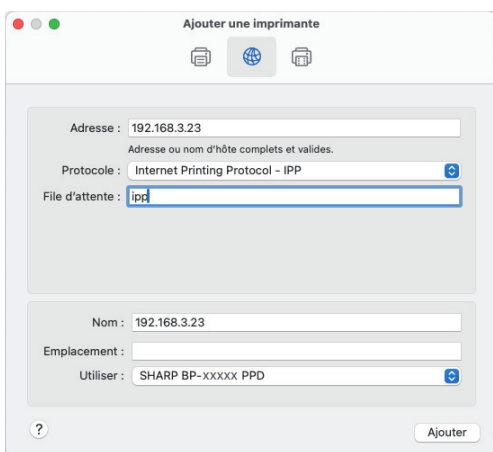 Ajouter une imprimante
Adresse : 192.168.3.23
Adresse ou nom d'hôte complets et valides.
Protocole : Internet Printing Protocol - IPP
File d'attente : ipp
Nom : 192.168.3.23
Emplacement :
Utiliser : SHARP BP-xxxxx PPD
? Ajouter